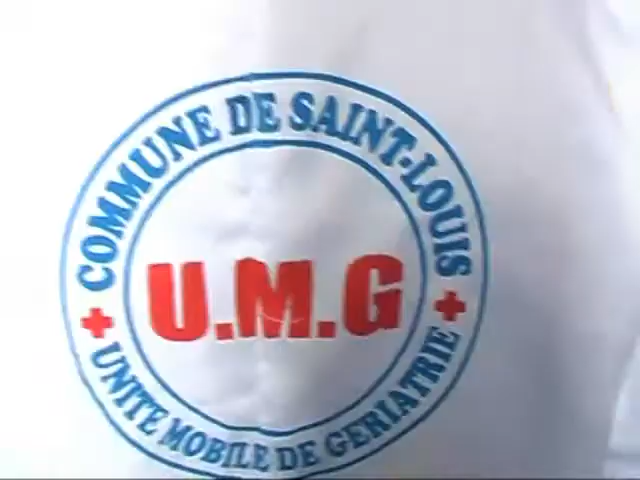 COMMUNE DE SAINT-LOUIS
U.M.G
UNITE MOBILE DE GERIATRIE